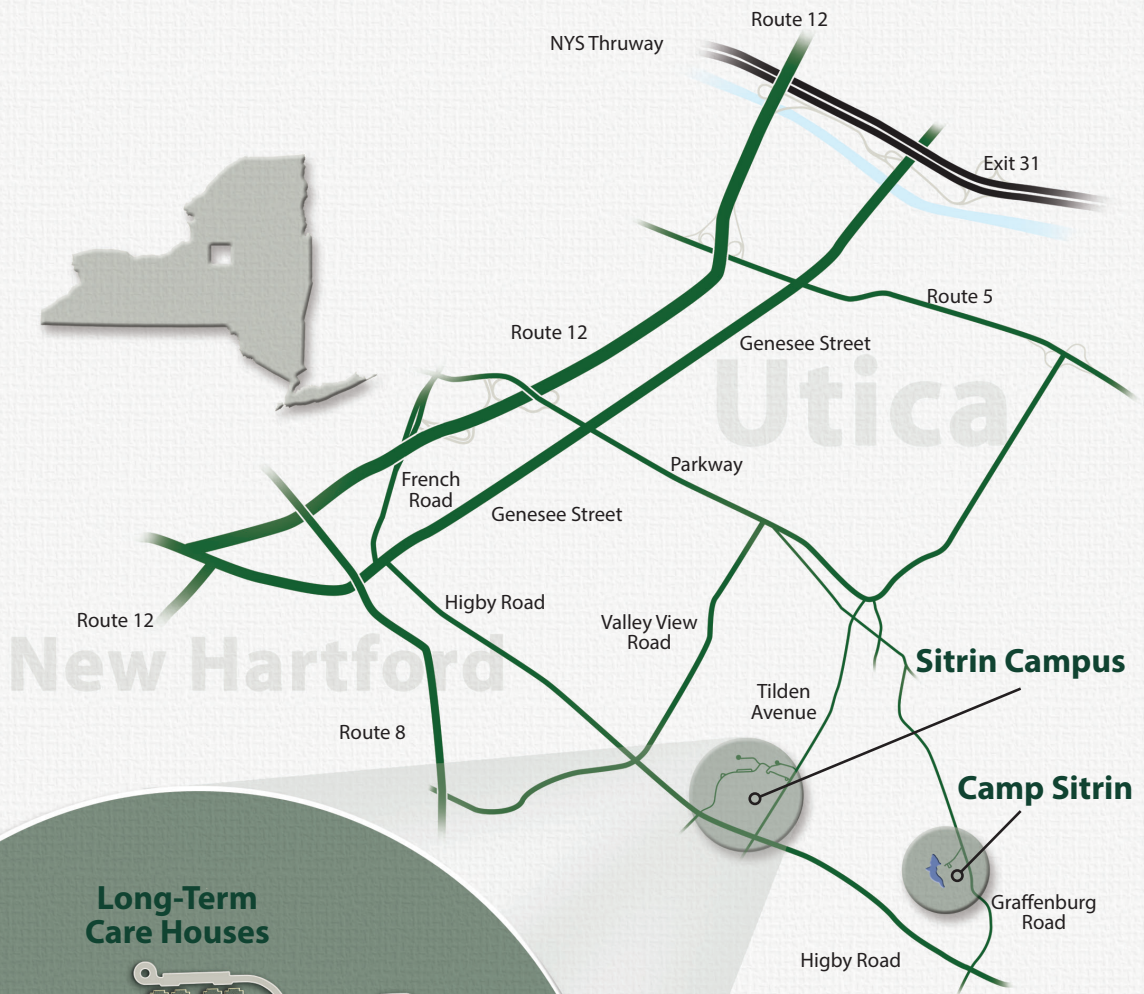 Route 12
NYS Thruway
Exit 31
Route 5
Route 12
Genesee Street
Utica
Parkway
French
Road
Genesee Street
Higby Road
Valley View
Road
Route 12
New Hartford
Sitrin Campus
Tilden
Avenue
Route 8
Camp Sitrin
Long-Term
Care Houses
Graffenburg
Road
Higby Road